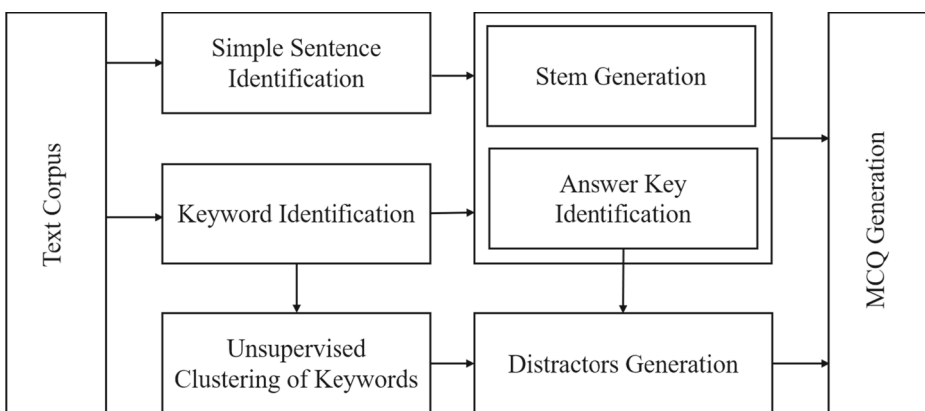 Text Corpus
Simple Sentence
Identification
Keyword Identification
Unsupervised
Clustering of Keywords
Stem Generation
Answer Key
Identification
Distractors Generation
MCQ Generation